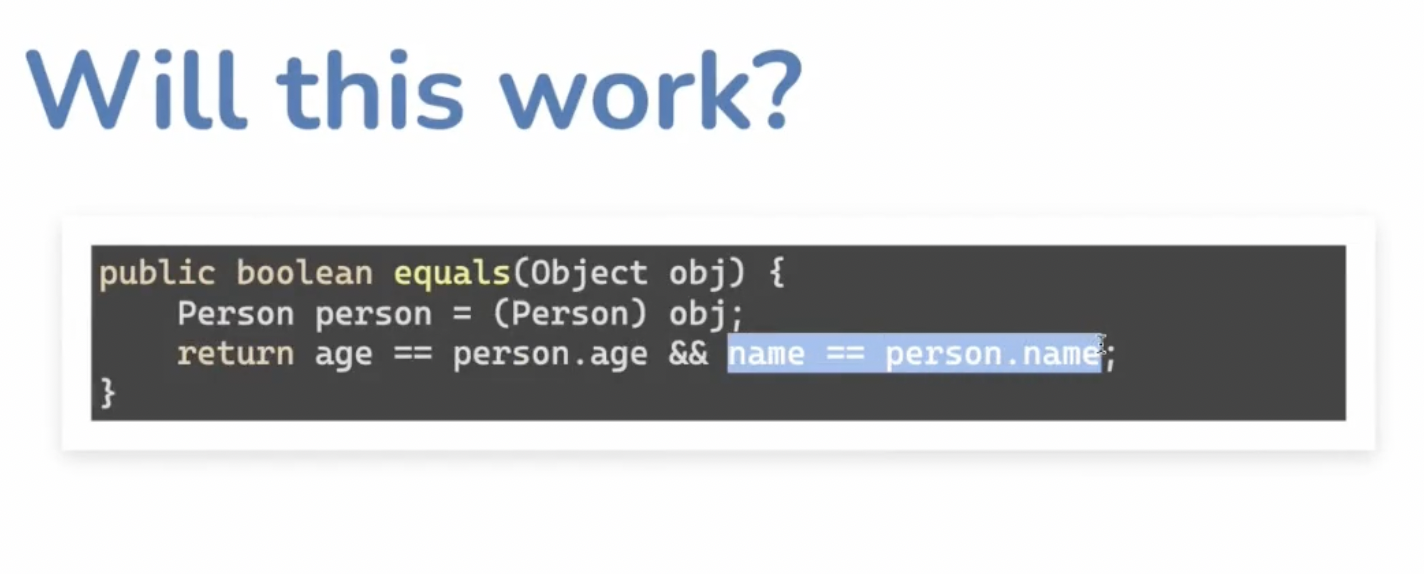 Will this work?
public boolean equals(Object obj) {
    Person person = (Person) obj;
    return age == person.age && name == person.name;
}